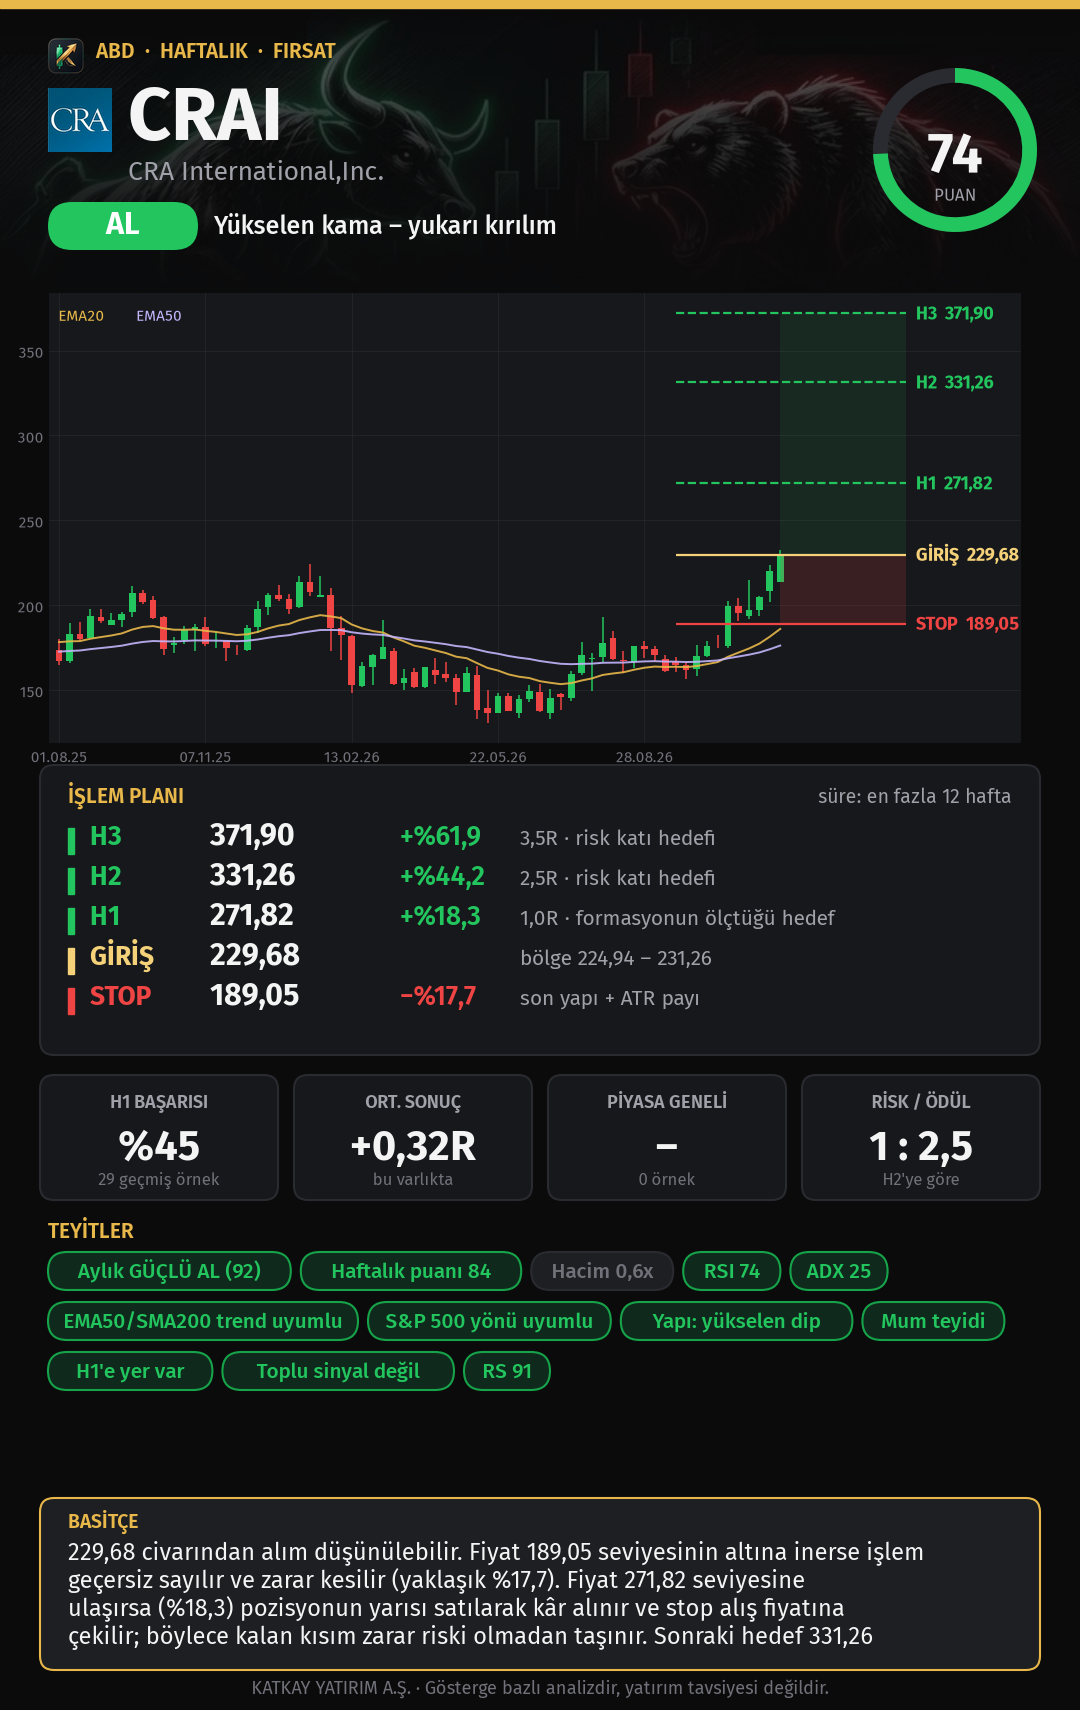 ABD · HAFTALIK · FIRSAT
CRA
CRAI
CRA International,Inc.
AL
Yükselen kama – yukarı kırılım
74
PUAN
EMA20 EMA50
350
300
250
200
150
H3 371,90
H2 331,26
H1 271,82
GİRİŞ 229,68
STOP 189,05
01.08.25 07.11.25 13.02.26 22.05.26 28.08.26
İŞLEM PLANI süre: en fazla 12 hafta
H3 371,90 +%61,9 3,5R · risk katı hedefi
H2 331,26 +%44,2 2,5R · risk katı hedefi
H1 271,82 +%18,3 1,0R · formasyonun ölçtüğü hedef
GİRİŞ 229,68 bölge 224,94 – 231,26
STOP 189,05 −%17,7 son yapı + ATR payı
H1 BAŞARISI
%45
29 geçmiş örnek
ORT. SONUÇ
+0,32R
bu varlıkta
PİYASA GENELİ
–
0 örnek
RİSK / ÖDÜL
1 : 2,5
H2'ye göre
TEYİTLER
Aylık GÜÇLÜ AL (92) Haftalık puanı 84 Hacim 0,6x RSI 74 ADX 25
EMA50/SMA200 trend uyumlu S&P 500 yönü uyumlu Yapı: yükselen dip Mum teyidi
H1'e yer var Toplu sinyal değil RS 91
BASİTÇE
229,68 civarından alım düşünülebilir. Fiyat 189,05 seviyesinin altına inerse işlem
geçersiz sayılır ve zarar kesilir (yaklaşık %17,7). Fiyat 271,82 seviyesine
ulaşırsa (%18,3) pozisyonun yarısı satılarak kâr alınır ve stop alış fiyatına
çekilir; böylece kalan kısım zarar riski olmadan taşınır. Sonraki hedef 331,26
KATKAY YATIRIM A.Ş. · Gösterge bazlı analizdir, yatırım tavsiyesi değildir.